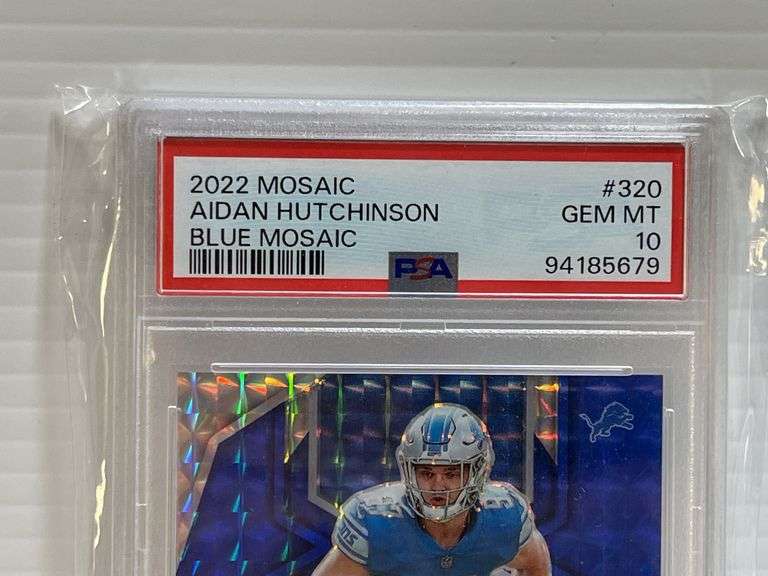 2022 MOSAIC #320
AIDAN HUTCHINSON GEM MT
BLUE MOSAIC 10
PSA 94185679